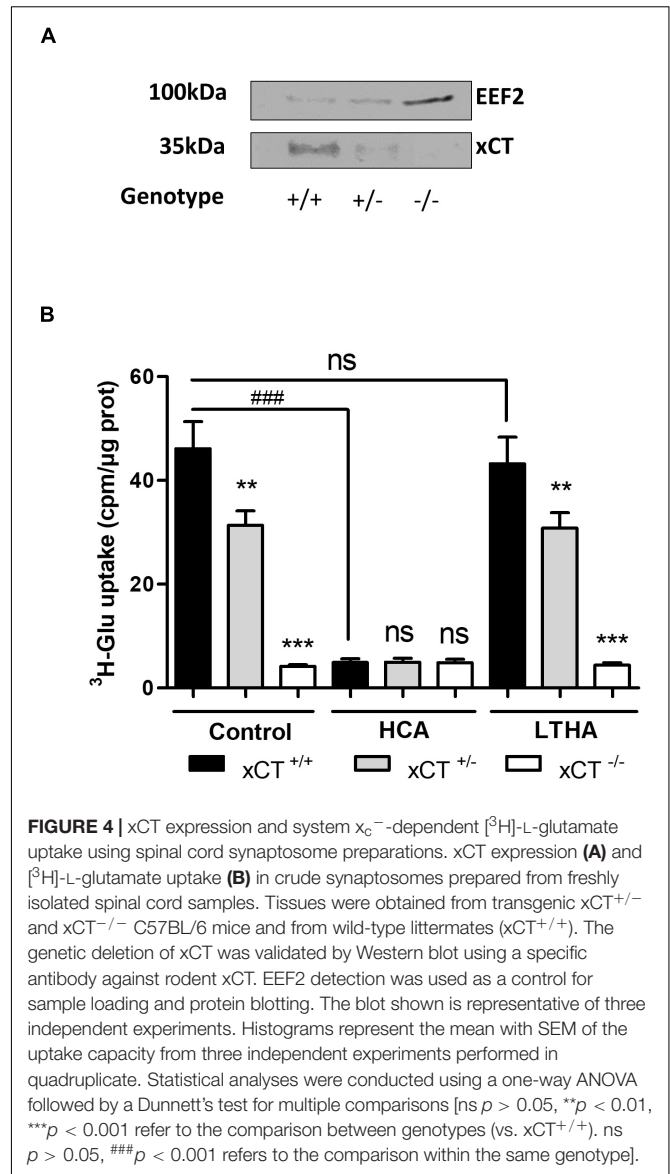 A
100kDa
EEF2
35kDa
xCT
Genotype +/+ +/- -/-
B
ns
###
60
40
20
0
³H-Glu uptake (cpm/µg prot)
** *** ns ns ** ***
Control HCA LTHA
xCT +/+ xCT +/- xCT -/-
FIGURE 4 | xCT expression and system xc−-dependent [³H]-L-glutamate
uptake using spinal cord synaptosome preparations. xCT expression (A) and
[³H]-L-glutamate uptake (B) in crude synaptosomes prepared from freshly
isolated spinal cord samples. Tissues were obtained from transgenic xCT+/−
and xCT−/− C57BL/6 mice and from wild-type littermates (xCT+/+). The
genetic deletion of xCT was validated by Western blot using a specific
antibody against rodent xCT. EEF2 detection was used as a control for
sample loading and protein blotting. The blot shown is representative of three
independent experiments. Histograms represent the mean with SEM of the
uptake capacity from three independent experiments performed in
quadruplicate. Statistical analyses were conducted using a one-way ANOVA
followed by a Dunnett's test for multiple comparisons [ns p > 0.05, **p < 0.01,
***p < 0.001 refer to the comparison between genotypes (vs. xCT+/+). ns
p > 0.05, ###p < 0.001 refers to the comparison within the same genotype].